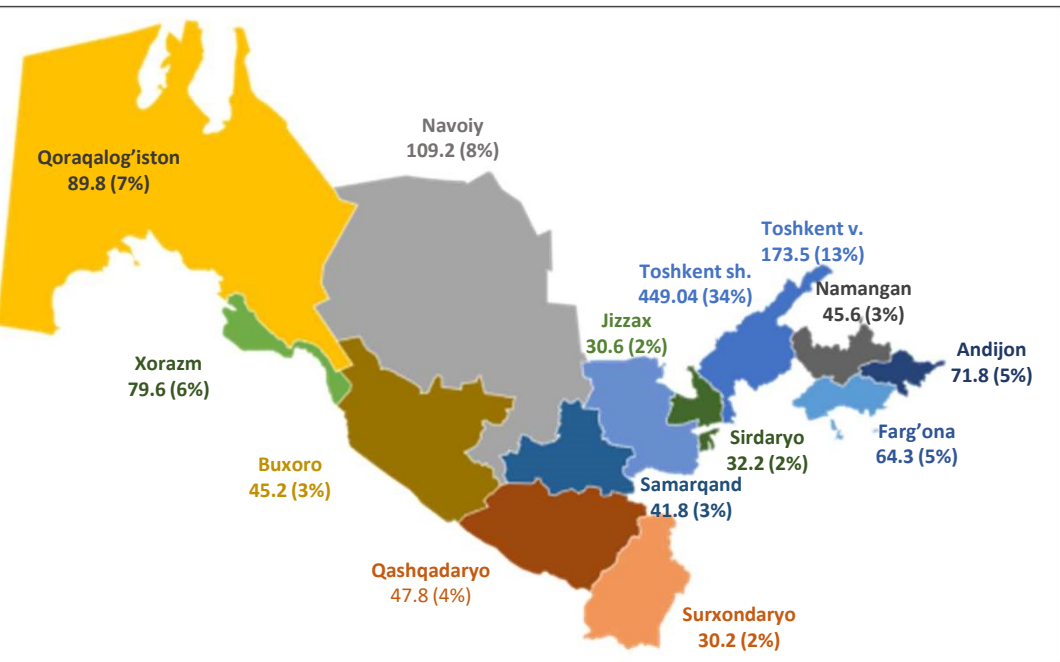 Navoiy
109.2 (8%)
Qoraqalog’iston
89.8 (7%)
Toshkent v.
173.5 (13%)
Toshkent sh.
449.04 (34%)
Namangan
45.6 (3%)
Jizzax
30.6 (2%)
Andijon
71.8 (5%)
Xorazm
79.6 (6%)
Sirdaryo
32.2 (2%)
Farg’ona
64.3 (5%)
Buxoro
45.2 (3%)
Samarqand
41.8 (3%)
Qashqadaryo
47.8 (4%)
Surxondaryo
30.2 (2%)